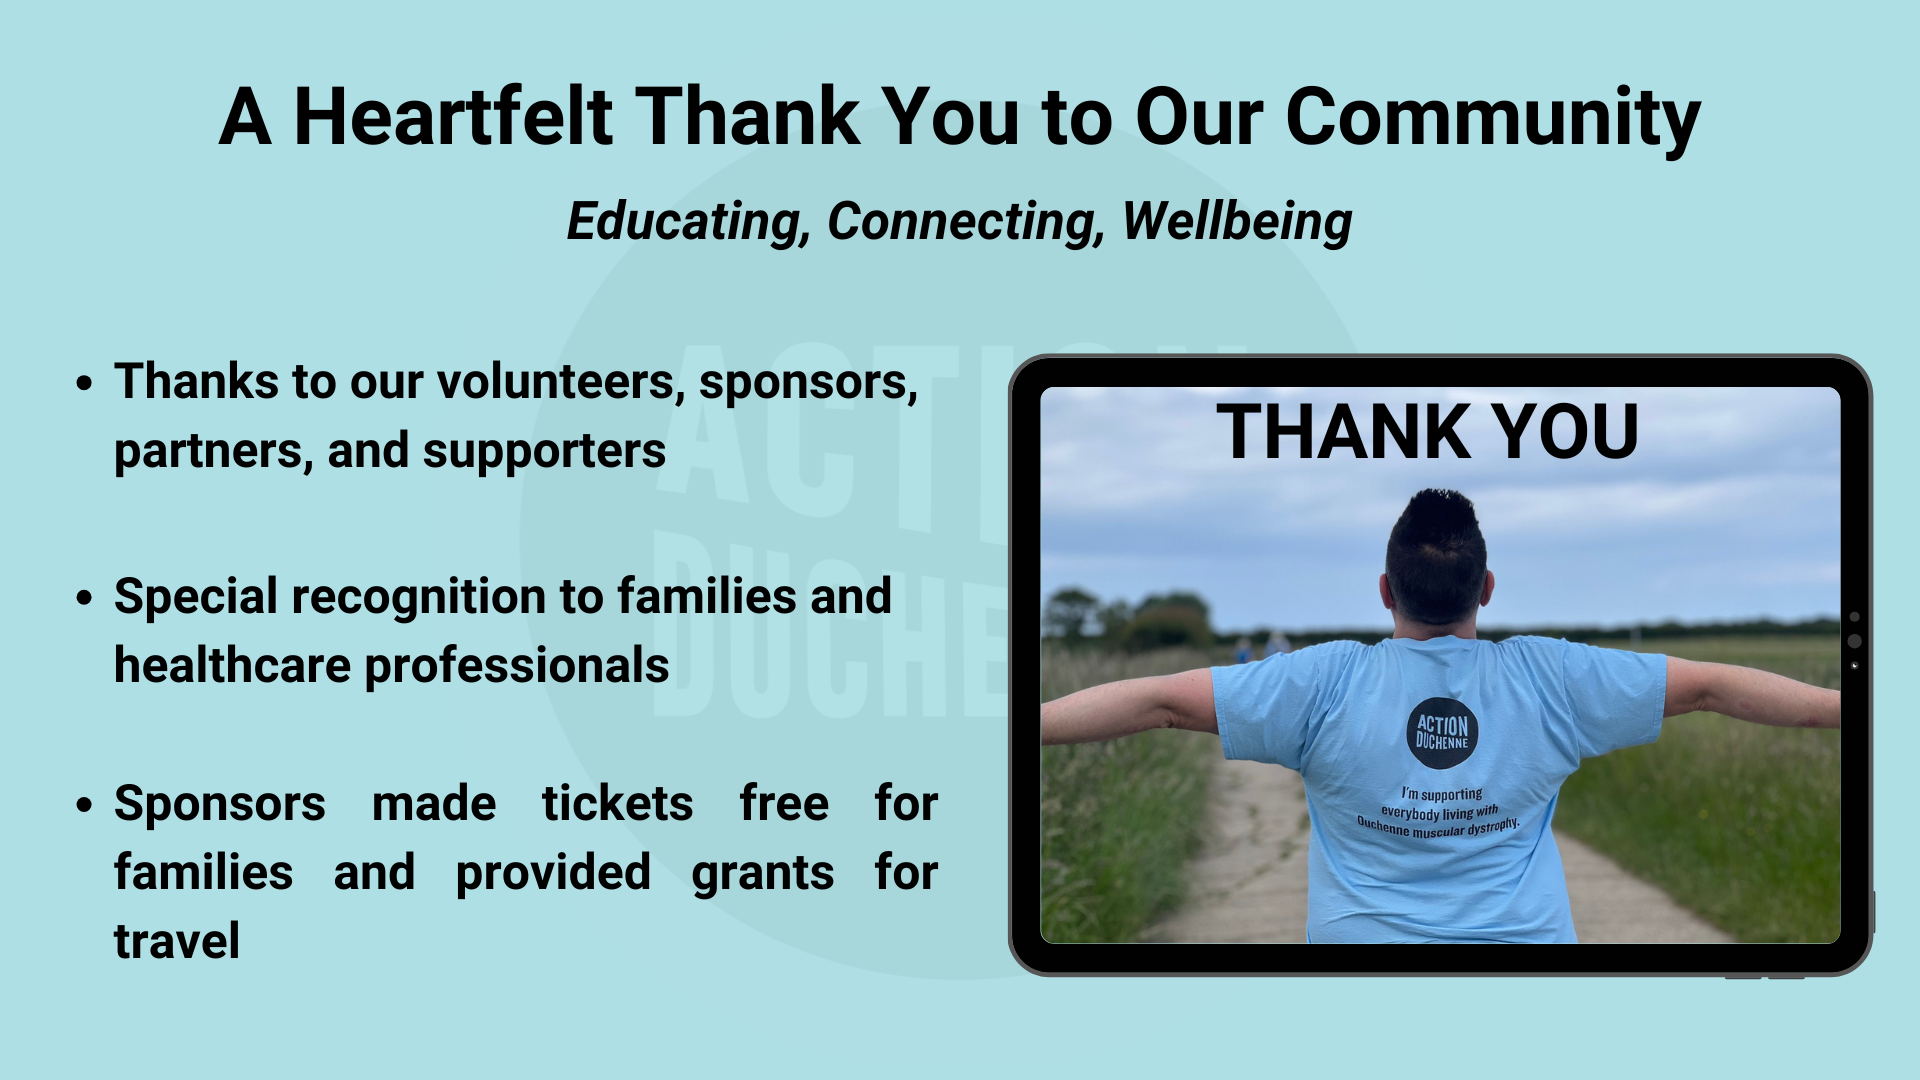 A Heartfelt Thank You to Our Community
Educating, Connecting, Wellbeing
• Thanks to our volunteers, sponsors,
partners, and supporters
• Special recognition to families and
healthcare professionals
• Sponsors made tickets free for
families and provided grants for
travel
ACTION
DUCHENNE
THANK YOU
ACTION
DUCHENNE
I'm supporting
everybody living with
Duchenne muscular dystrophy.